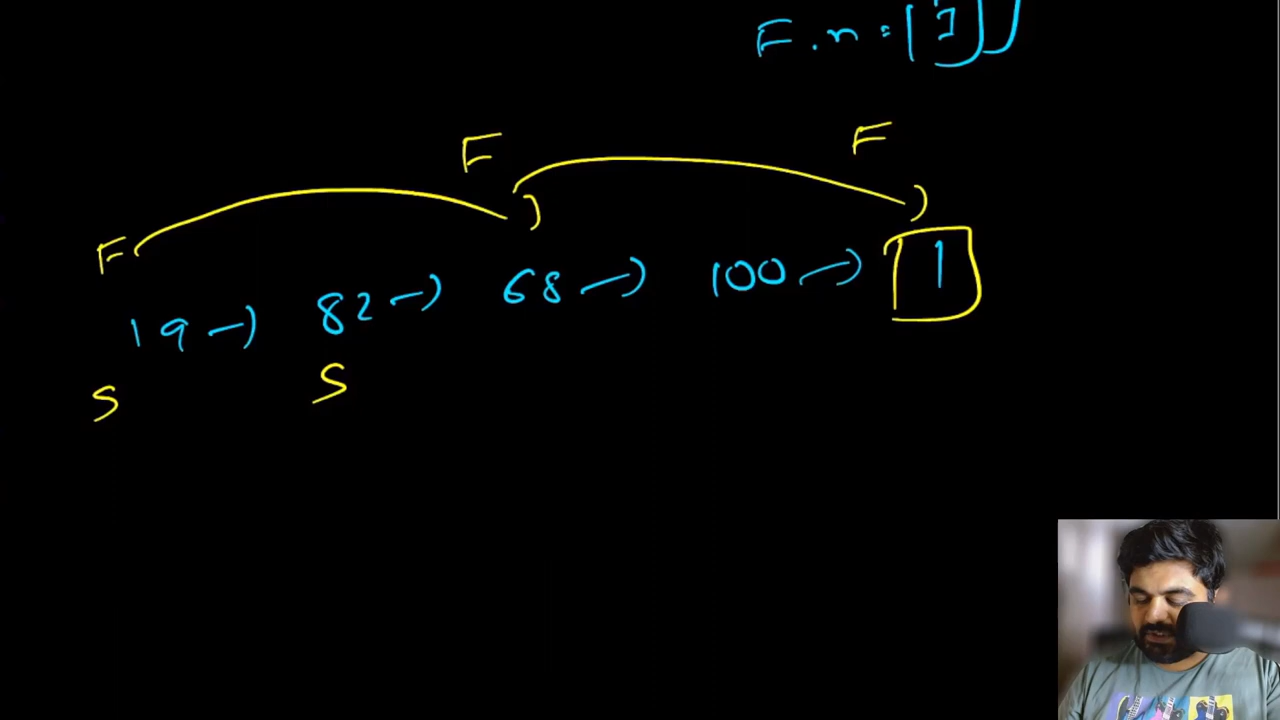 F.n = 1
F F F
19 → 82 → 68 → 100 → 1
S S